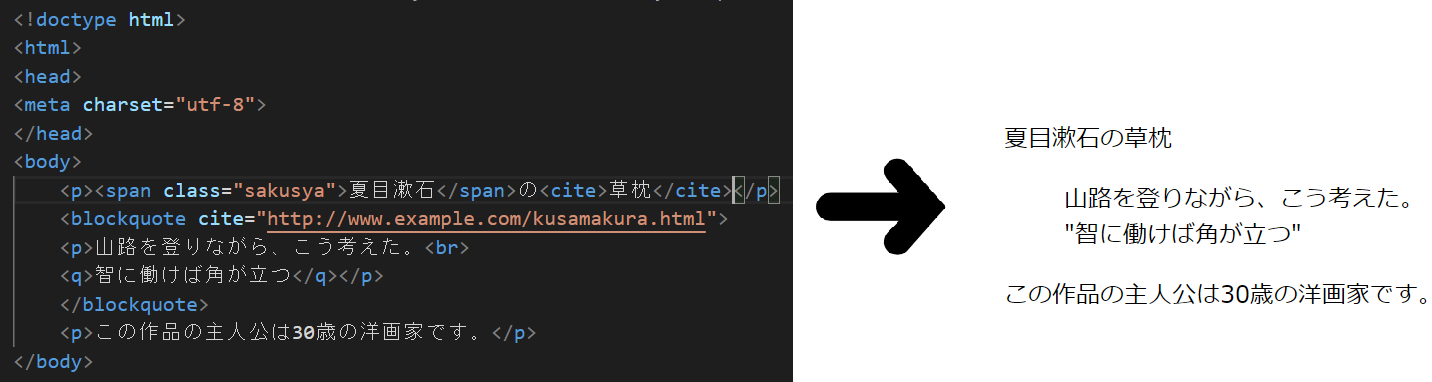 <!doctype html>
<html>
<head>
<meta charset="utf-8">
</head>
<body>
<p><span class="sakusya">夏目漱石</span>の<cite>草枕</cite></p>
<blockquote cite="http://www.example.com/kusamakura.html">
<p>山路を登りながら、こう考えた。<br>
<q>智に働けば角が立つ</q></p>
</blockquote>
<p>この作品の主人公は30歳の洋画家です。</p>
</body>
夏目漱石の草枕
山路を登りながら、こう考えた。
"智に働けば角が立つ"
この作品の主人公は30歳の洋画家です。